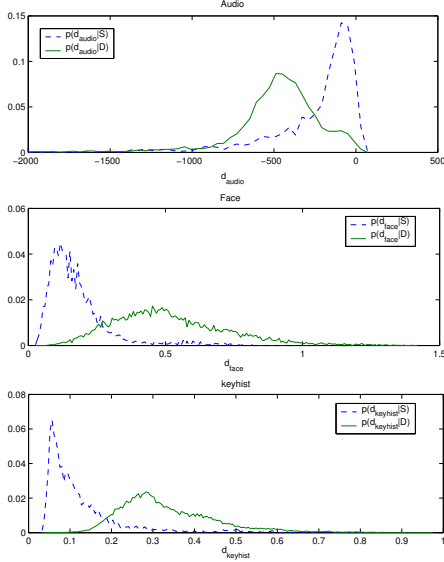 Audio
p(d_audio|S)
p(d_audio|D)
0.15
0.1
0.05
0
−2000 −1500 −1000 −500 0 500
d_audio
Face
p(d_face|S)
p(d_face|D)
0.06
0.04
0.02
0
0 0.5 1 1.5
d_face
keyhist
p(d_keyhist|S)
p(d_keyhist|D)
0.08
0.06
0.04
0.02
0
0 0.1 0.2 0.3 0.4 0.5 0.6 0.7 0.8 0.9 1
d_keyhist